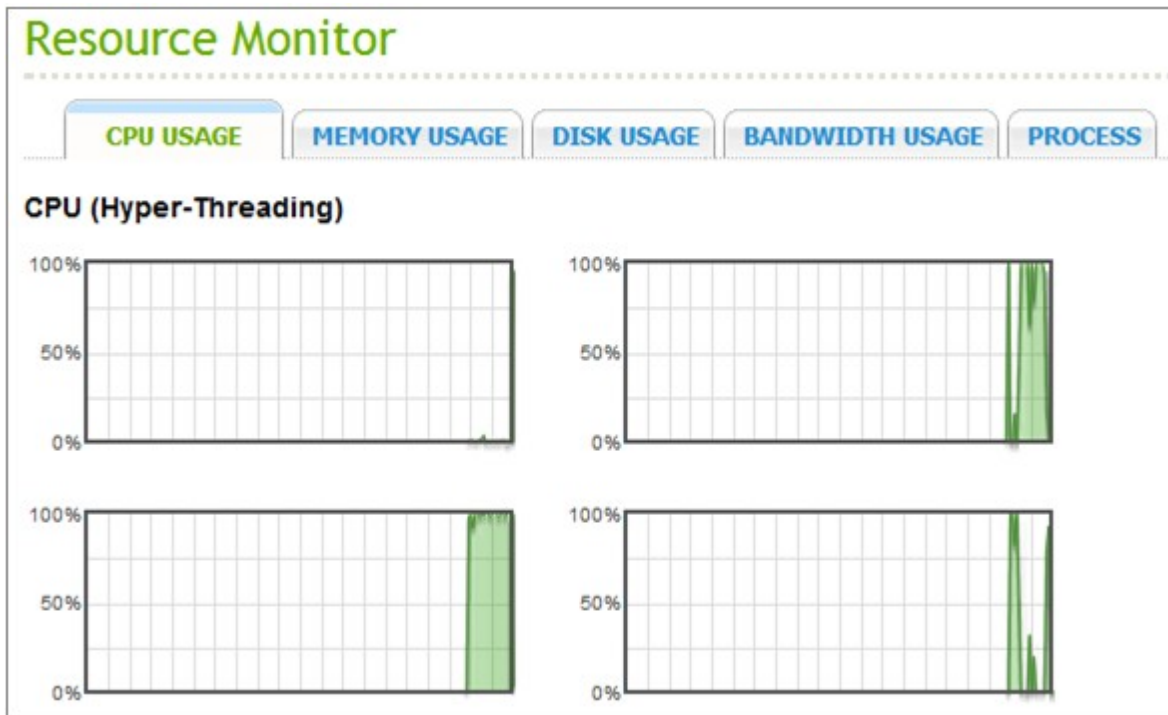 Resource Monitor
CPU USAGE MEMORY USAGE DISK USAGE BANDWIDTH USAGE PROCESS
CPU (Hyper-Threading)
100% 100%
50% 50%
0% 0%
100% 100%
50% 50%
0% 0%